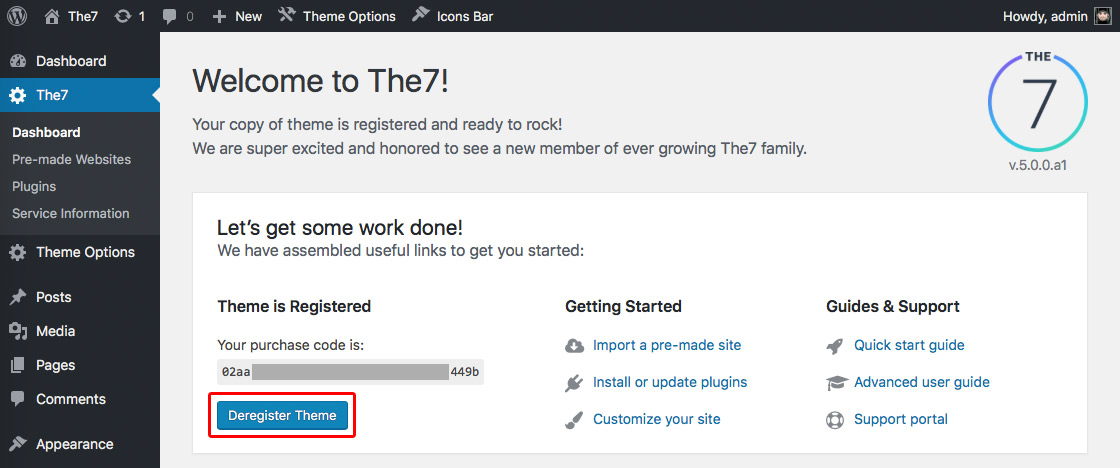 The7
1
0
New
Theme Options
Icons Bar
Howdy, admin
Dashboard
The7
Dashboard
Pre-made Websites
Plugins
Service Information
Theme Options
Posts
Media
Pages
Comments
Appearance
Welcome to The7!
Your copy of theme is registered and ready to rock!
We are super excited and honored to see a new member of ever growing The7 family.
THE
7
v.5.0.0.a1
Let's get some work done!
We have assembled useful links to get you started:
Theme is Registered
Your purchase code is:
02aa 449b
Deregister Theme
Getting Started
Import a pre-made site
Install or update plugins
Customize your site
Guides & Support
Quick start guide
Advanced user guide
Support portal